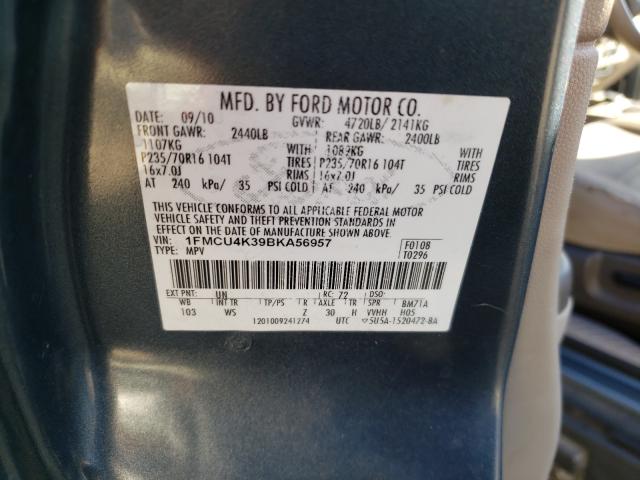 MFD. BY FORD MOTOR CO.
DATE: 09/10 GVWR: 4720LB/ 2141KG
FRONT GAWR: 2440LB REAR GAWR: 2400LB
1107KG WITH 1089KG WITH
P235/70R16 104T TIRES P235/70R16 104T TIRES
16x7.0J RIMS 16x7.0J RIMS
AT 240 kPa/ 35 PSI COLD AT 240 kPa/ 35 PSI COLD
THIS VEHICLE CONFORMS TO ALL APPLICABLE FEDERAL MOTOR
VEHICLE SAFETY AND THEFT PREVENTION STANDARDS IN
EFFECT ON THE DATE OF MANUFACTURE SHOWN ABOVE.
VIN: 1FMCU4K39BKA56957 F0108
TYPE: MPV T0296
EXT PNT: UN RC: 72 DSO:
WB INT TR TP/PS R AXLE TR SPR BM71A
103 WS Z 30 H VVHH H05
1201009241274 UTC 5U5A-1520472-BA